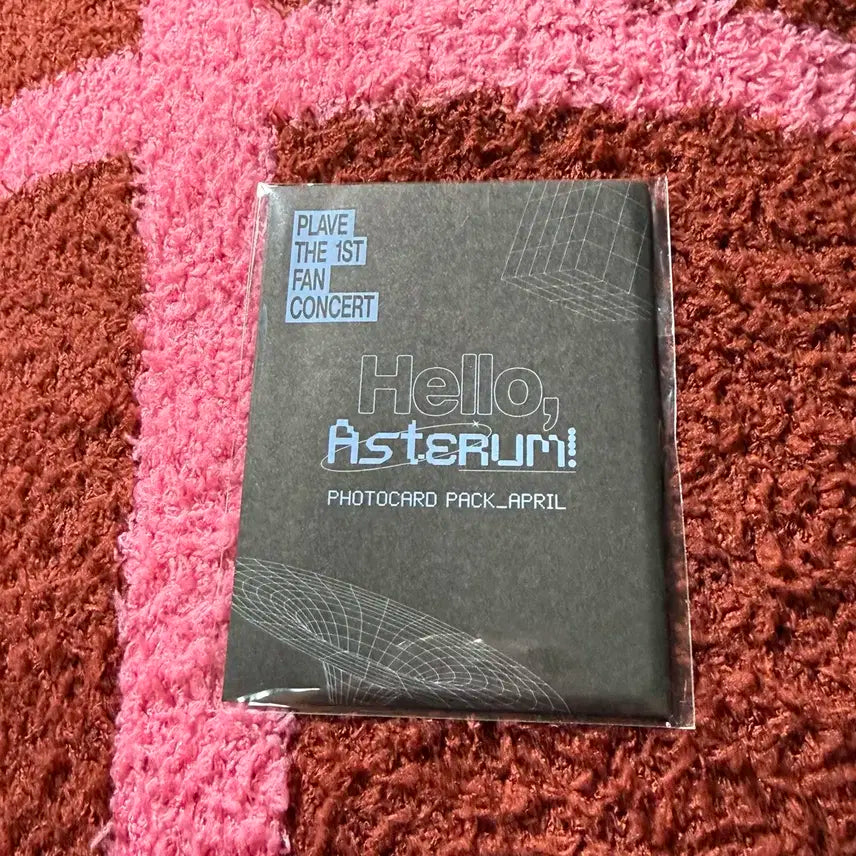 PLAVE
THE 1ST
FAN
CONCERT
Hello,
Asterum!
PHOTOCARD PACK_APRIL